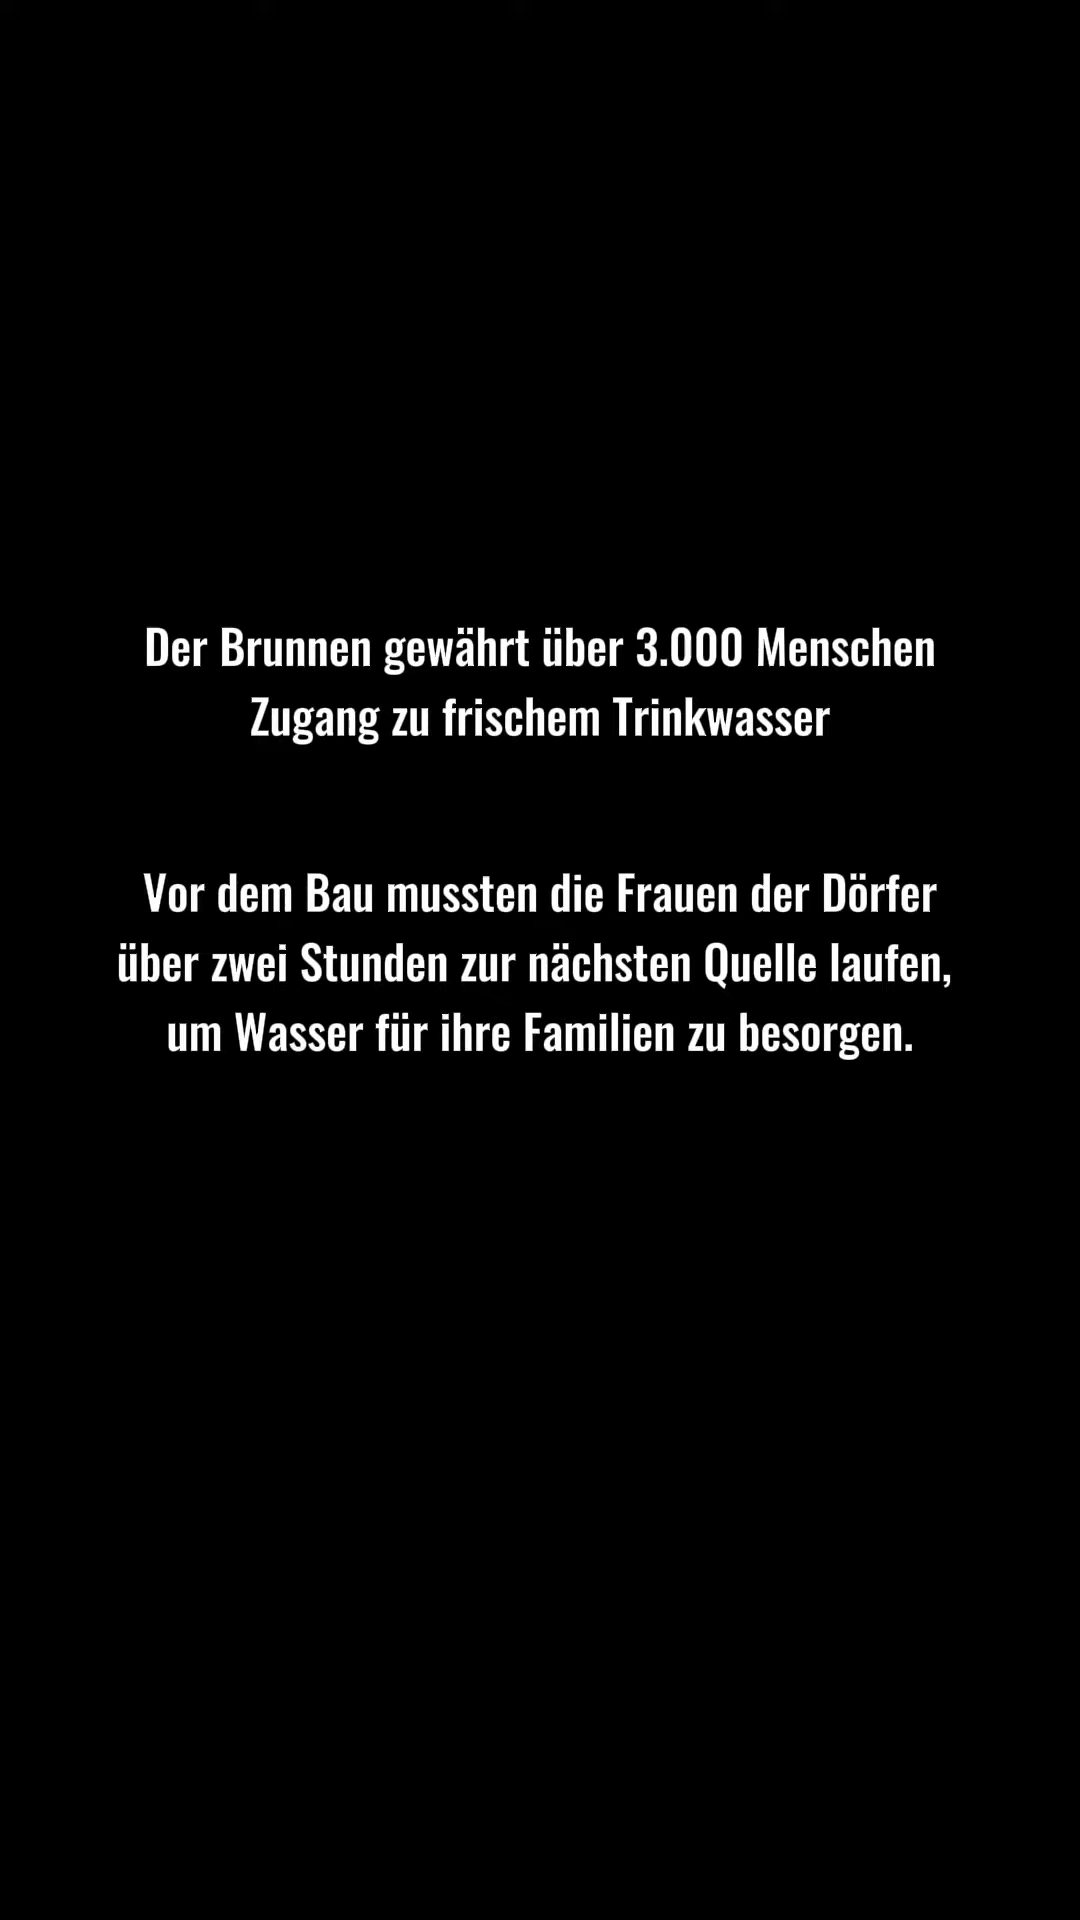 Der Brunnen gewährt über 3.000 Menschen
Zugang zu frischem Trinkwasser
Vor dem Bau mussten die Frauen der Dörfer
über zwei Stunden zur nächsten Quelle laufen,
um Wasser für ihre Familien zu besorgen.